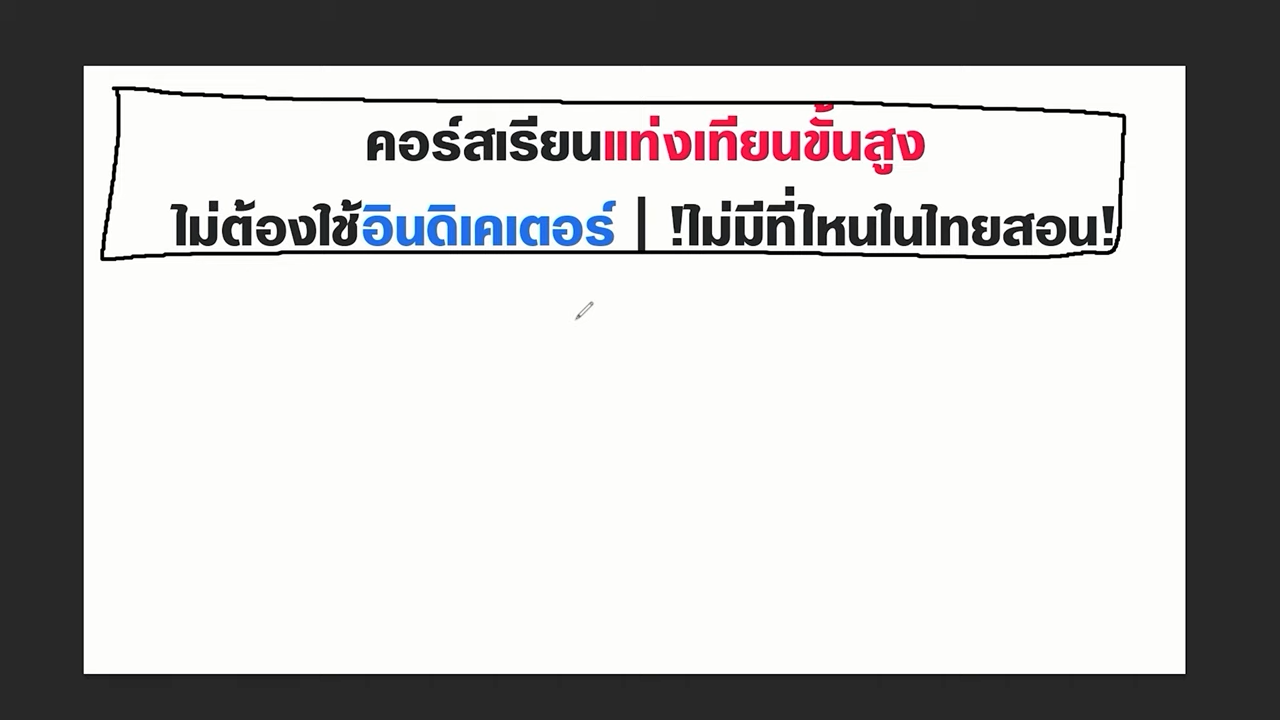 คอร์สเรียนแท่งเทียนขั้นสูง
ไม่ต้องใช้อินดิเคเตอร์ | !ไม่มีที่ไหนในไทยสอน!